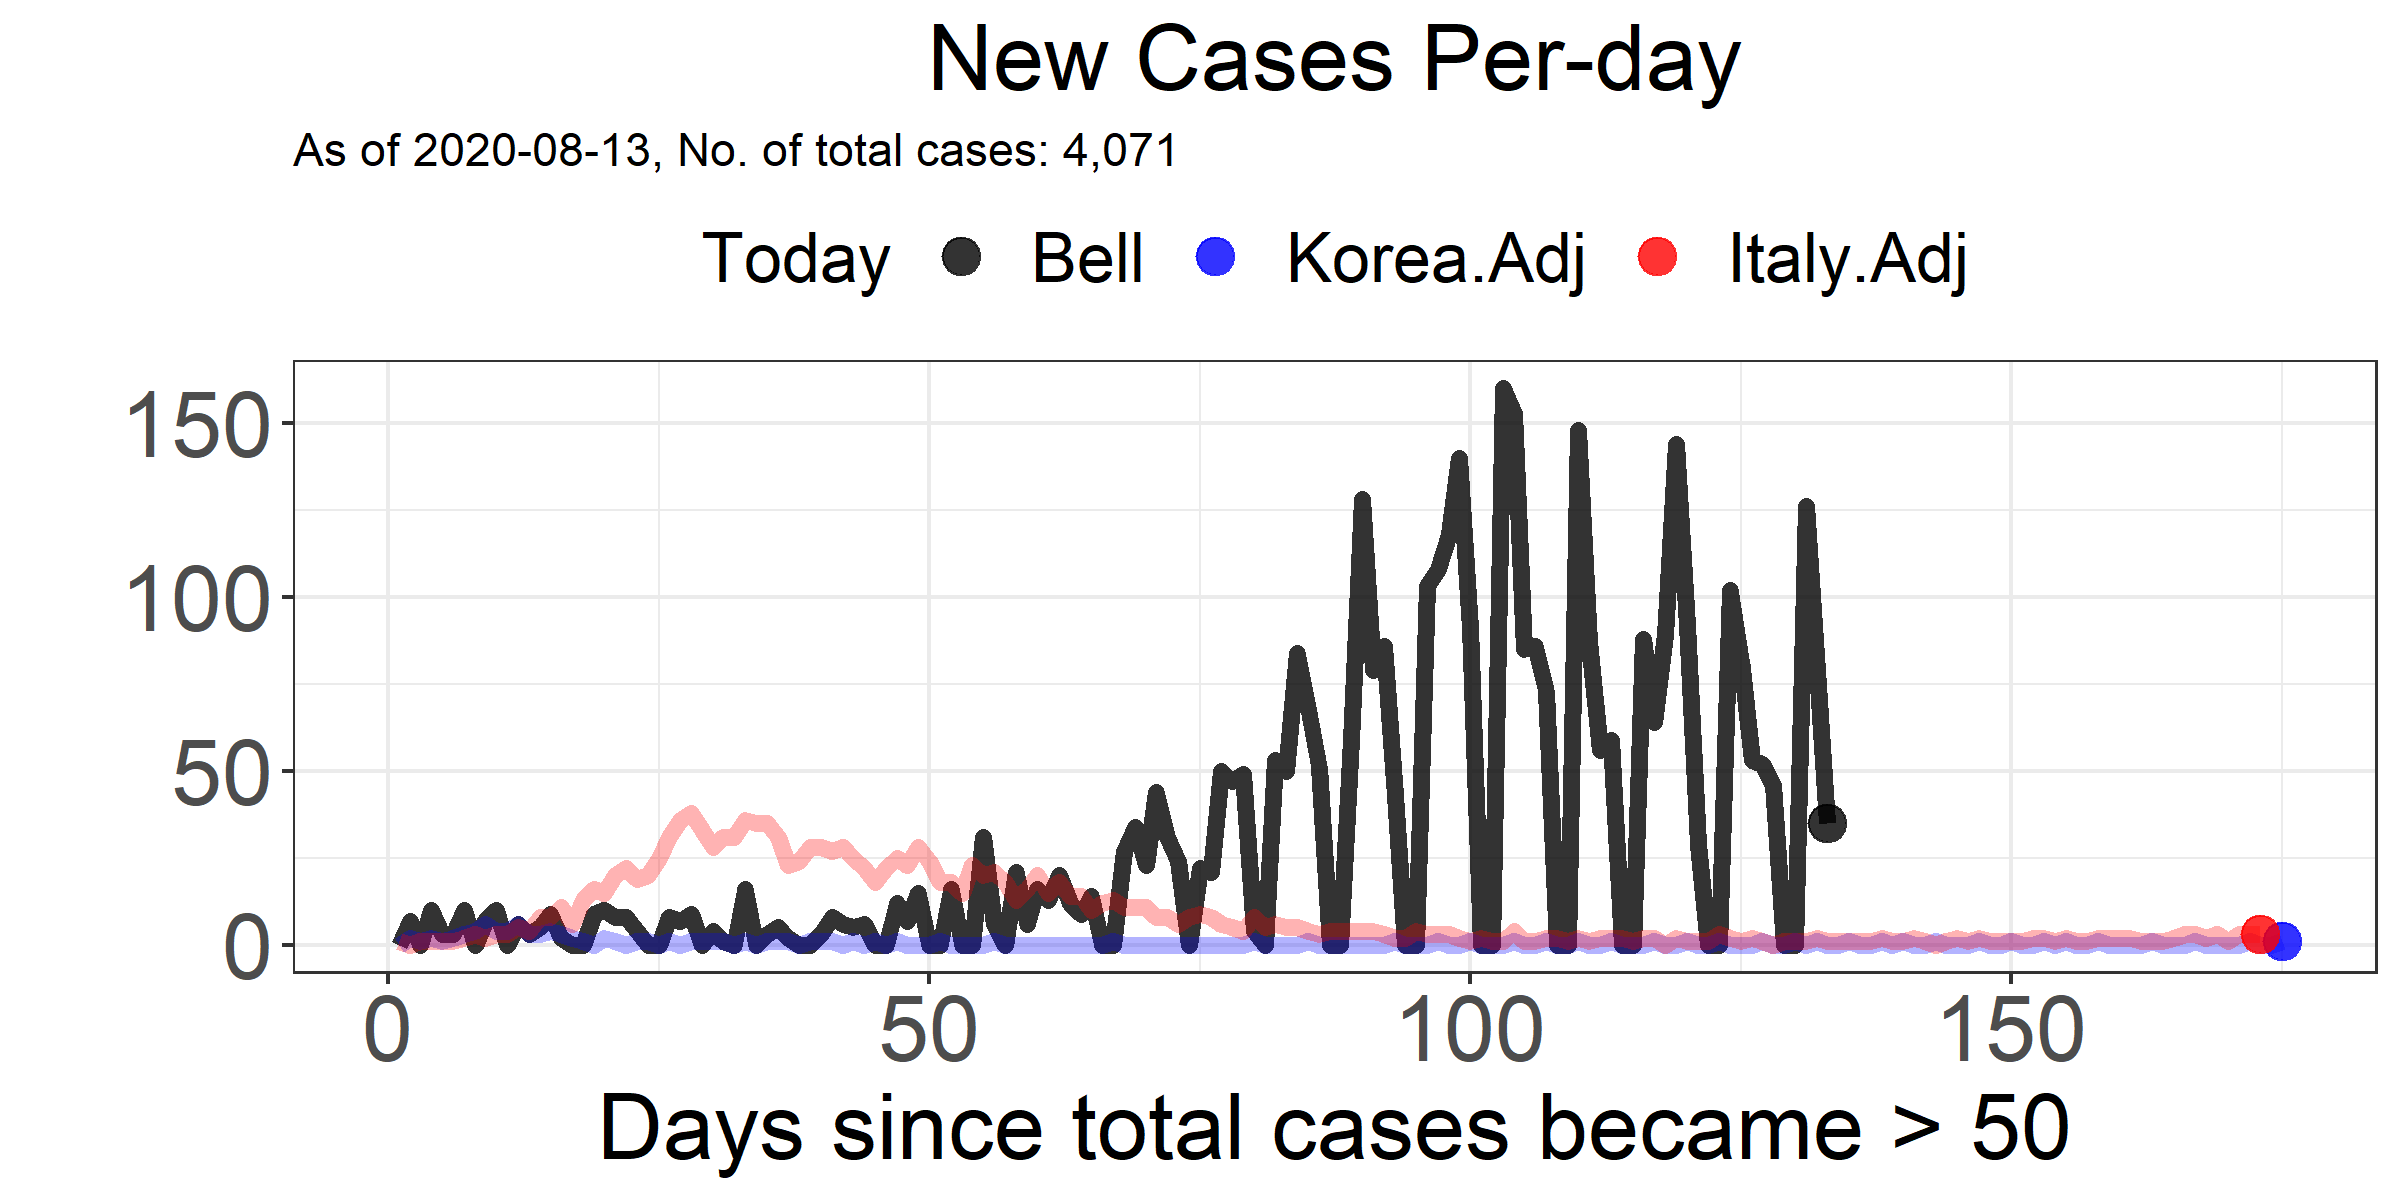 New Cases Per-day
As of 2020-08-13, No. of total cases: 4,071
Today Bell Korea.Adj Italy.Adj
150
100
50
0
0 50 100 150
Days since total cases became > 50